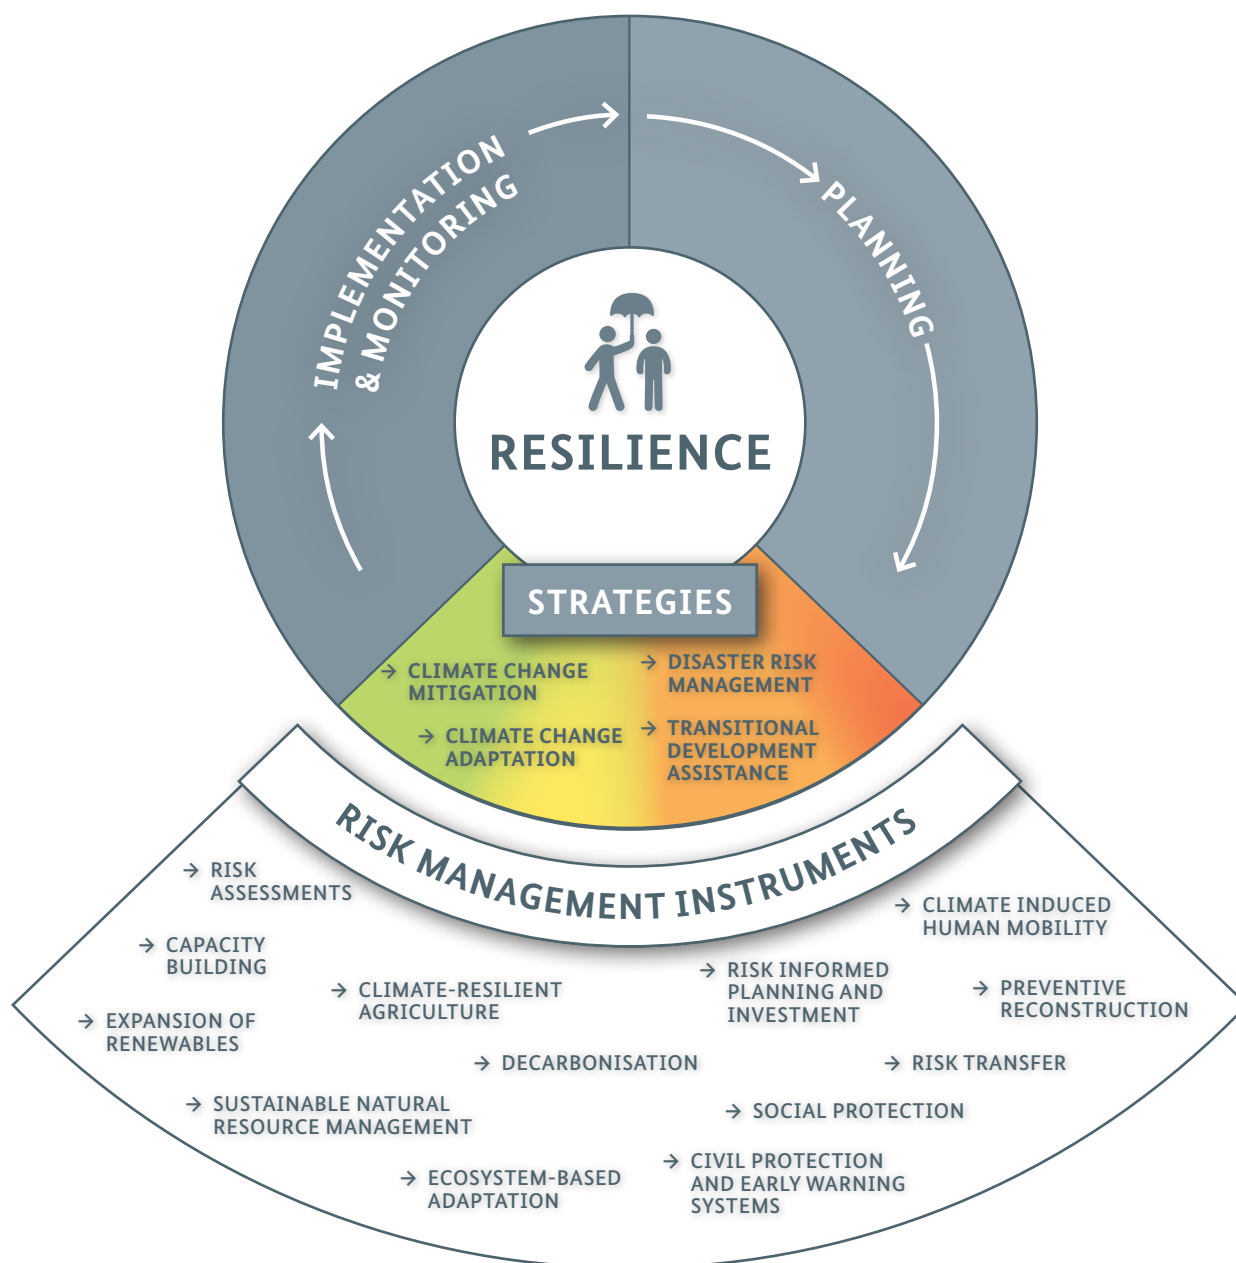 IMPLEMENTATION
& MONITORING
PLANNING
RESILIENCE
STRATEGIES
→ CLIMATE CHANGE
MITIGATION
→ CLIMATE CHANGE
ADAPTATION
→ DISASTER RISK
MANAGEMENT
→ TRANSITIONAL
DEVELOPMENT
ASSISTANCE
RISK MANAGEMENT INSTRUMENTS
→ RISK
ASSESSMENTS
→ CAPACITY
BUILDING
→ EXPANSION OF
RENEWABLES
→ CLIMATE-RESILIENT
AGRICULTURE
→ DECARBONISATION
→ SUSTAINABLE NATURAL
RESOURCE MANAGEMENT
→ ECOSYSTEM-BASED
ADAPTATION
→ CLIMATE INDUCED
HUMAN MOBILITY
→ RISK INFORMED
PLANNING AND
INVESTMENT
→ PREVENTIVE
RECONSTRUCTION
→ RISK TRANSFER
→ SOCIAL PROTECTION
→ CIVIL PROTECTION
AND EARLY WARNING
SYSTEMS